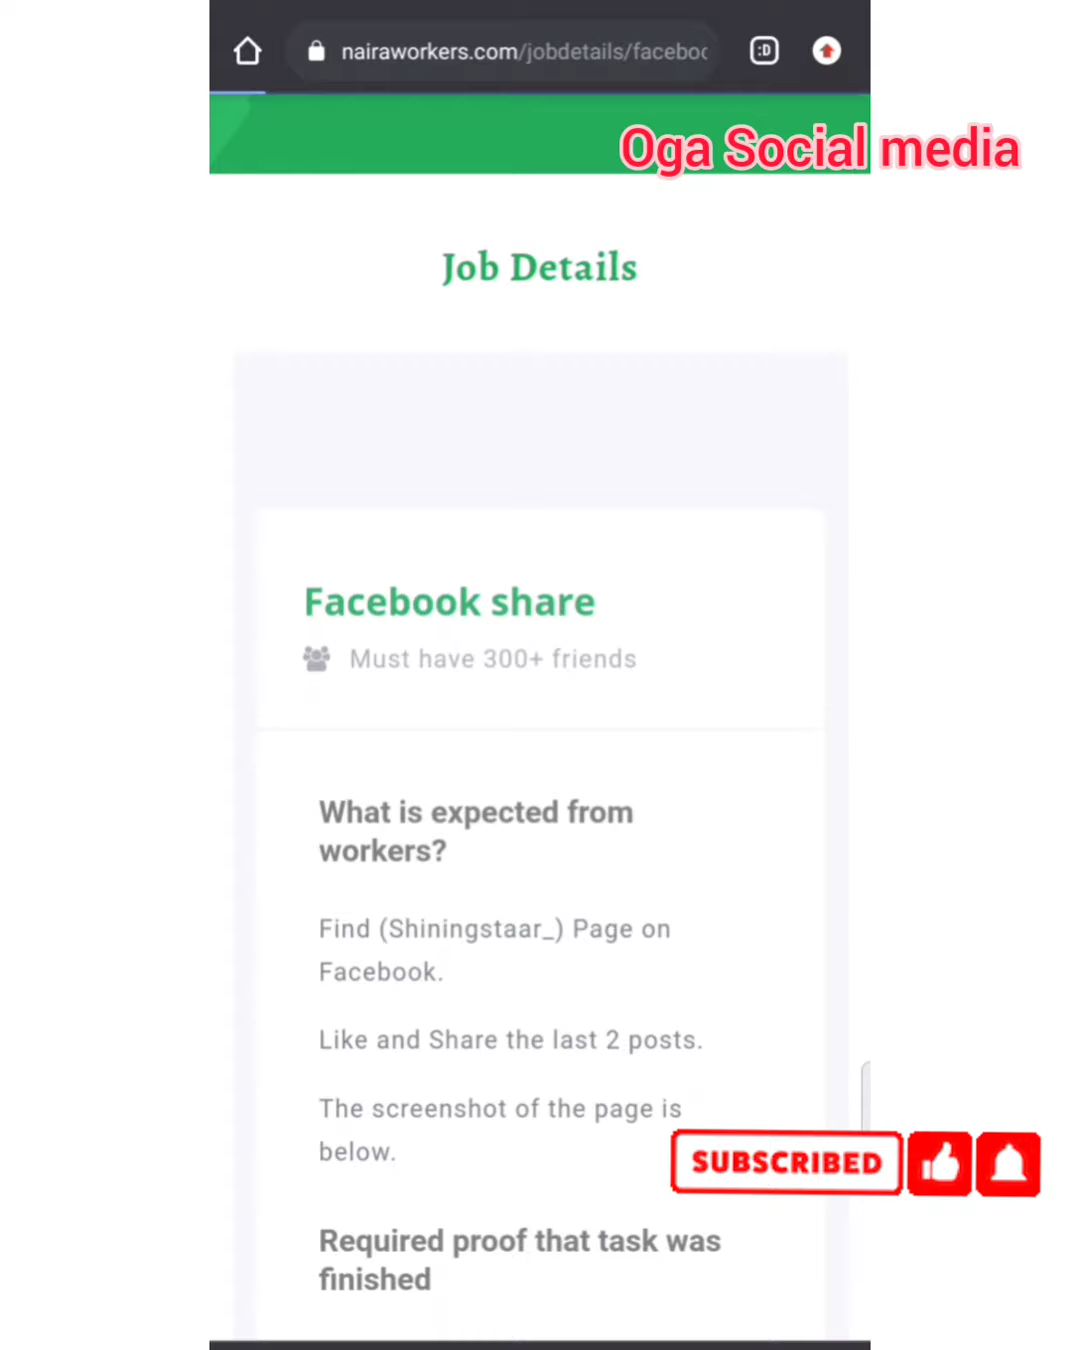 :D
nairaworkers.com/jobdetails/faceboo
Oga Social media
Job Details
Facebook share
Must have 300+ friends
What is expected from
workers?
Find (Shiningstaar_) Page on
Facebook.
Like and Share the last 2 posts.
The screenshot of the page is
below.
SUBSCRIBED
Required proof that task was
finished